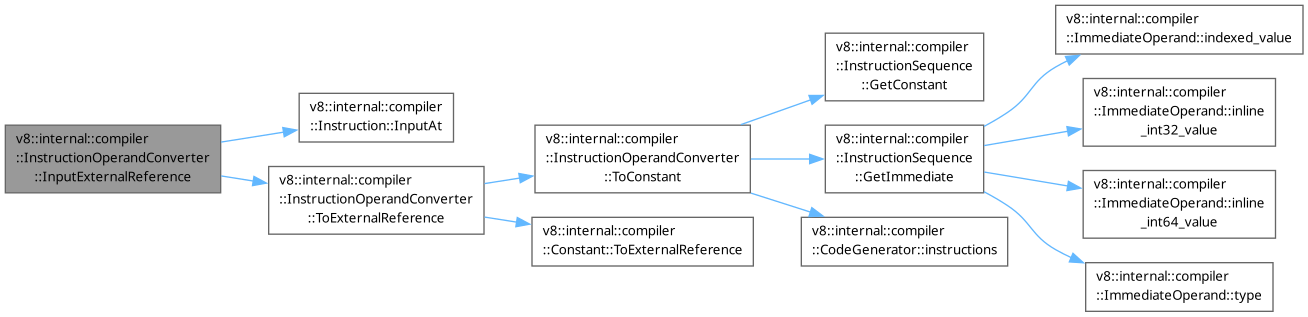 v8::internal::compiler
::InstructionOperandConverter
::InputExternalReference
v8::internal::compiler
::Instruction::InputAt
v8::internal::compiler
::InstructionOperandConverter
::ToExternalReference
v8::internal::compiler
::InstructionOperandConverter
::ToConstant
v8::internal::compiler
::Constant::ToExternalReference
v8::internal::compiler
::InstructionSequence
::GetConstant
v8::internal::compiler
::InstructionSequence
::GetImmediate
v8::internal::compiler
::CodeGenerator::instructions
v8::internal::compiler
::ImmediateOperand::indexed_value
v8::internal::compiler
::ImmediateOperand::inline
_int32_value
v8::internal::compiler
::ImmediateOperand::inline
_int64_value
v8::internal::compiler
::ImmediateOperand::type